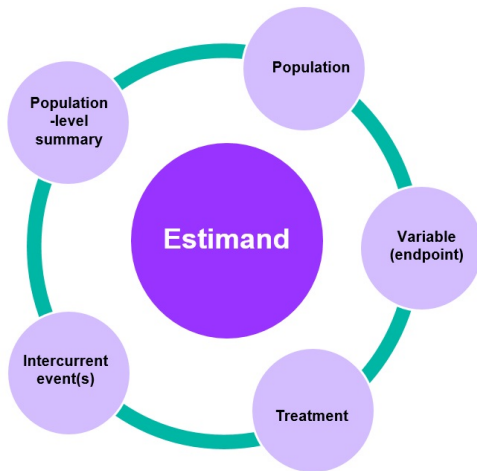 Population
Population
-level
summary
Estimand
Variable
(endpoint)
Intercurrent
event(s)
Treatment